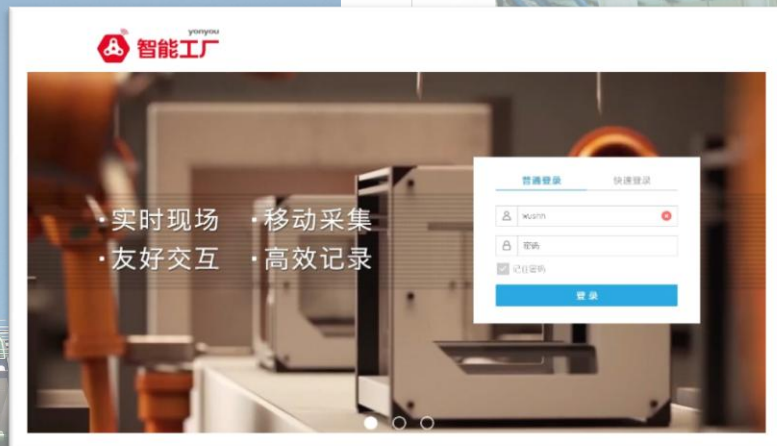 yonyou
智能工厂
·实时现场 ·移动采集
·友好交互 ·高效记录
普通登录 快速登录
密码
记住密码
登录